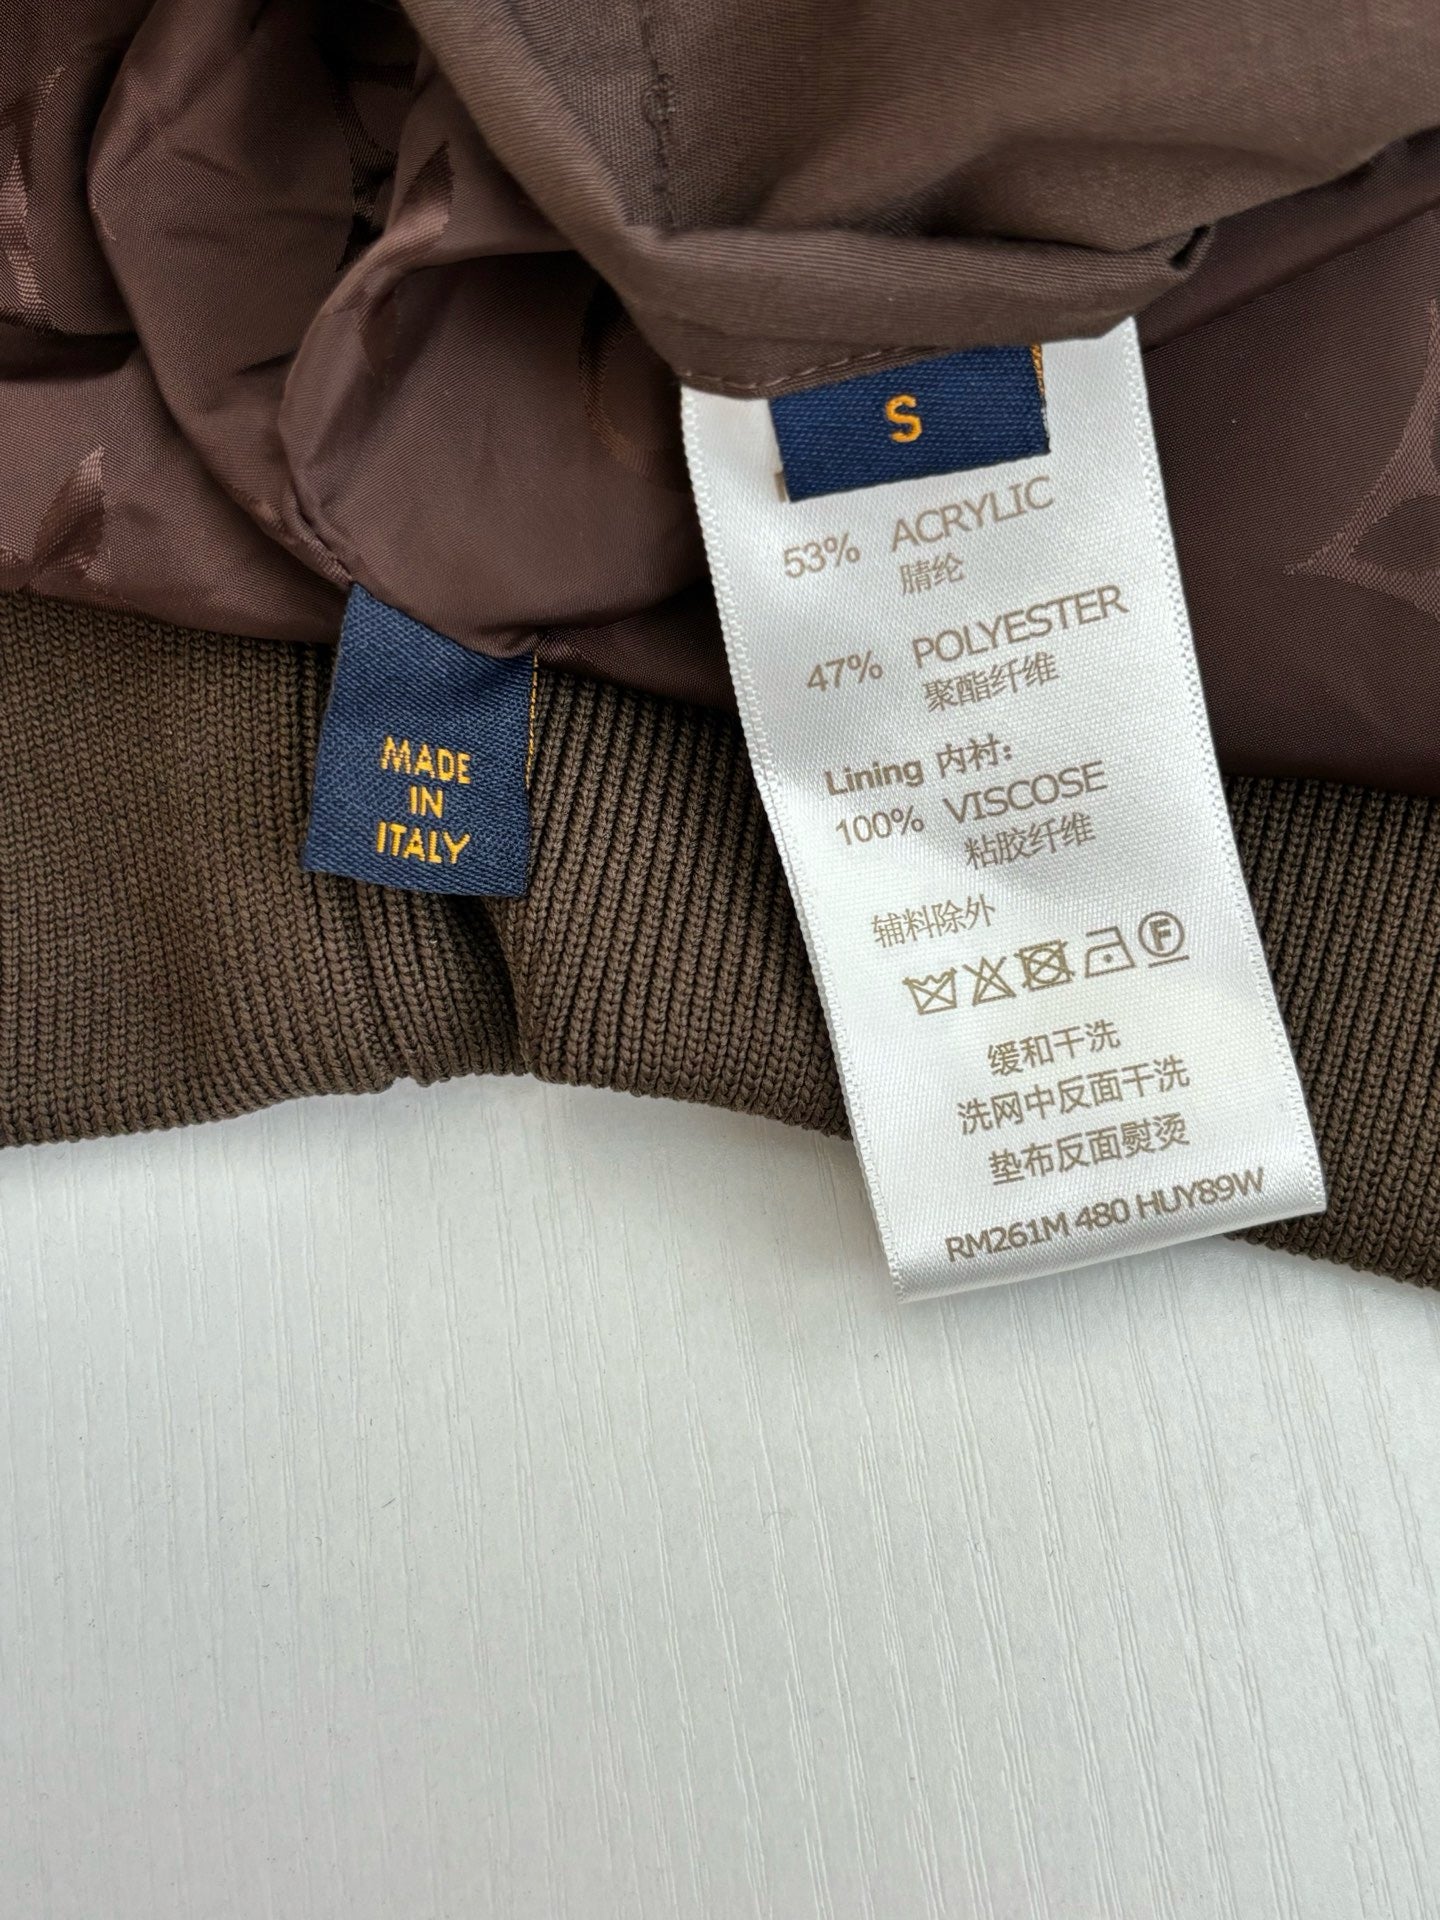 S
53% ACRYLIC
腈纶
47% POLYESTER
聚酯纤维
Lining 内衬：
100% VISCOSE
粘胶纤维
辅料除外
F
缓和干洗
洗网中反面干洗
垫布反面熨烫
RM261M 480 HUY89W
MADE
IN
ITALY